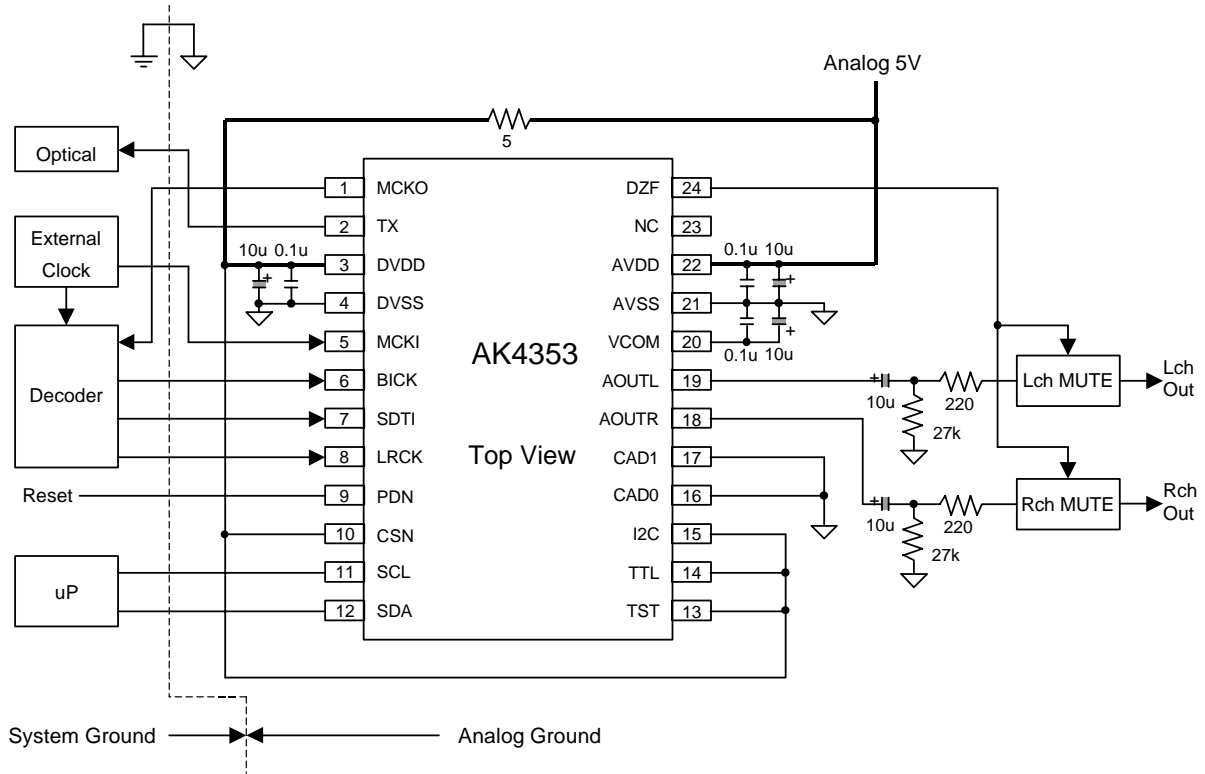 Analog 5V
5
Optical
External
Clock
Decoder
Reset
uP
10u 0.1u
1 MCKO
2 TX
3 DVDD
4 DVSS
5 MCKI
6 BICK
7 SDTI
8 LRCK
9 PDN
10 CSN
11 SCL
12 SDA
AK4353
Top View
DZF 24
NC 23
AVDD 22
AVSS 21
VCOM 20
AOUTL 19
AOUTR 18
CAD1 17
CAD0 16
I2C 15
TTL 14
TST 13
0.1u 10u
+
+
+
0.1u 10u
+
10u
220
27k
Lch MUTE
Lch
Out
+
10u
220
27k
Rch MUTE
Rch
Out
System Ground
Analog Ground